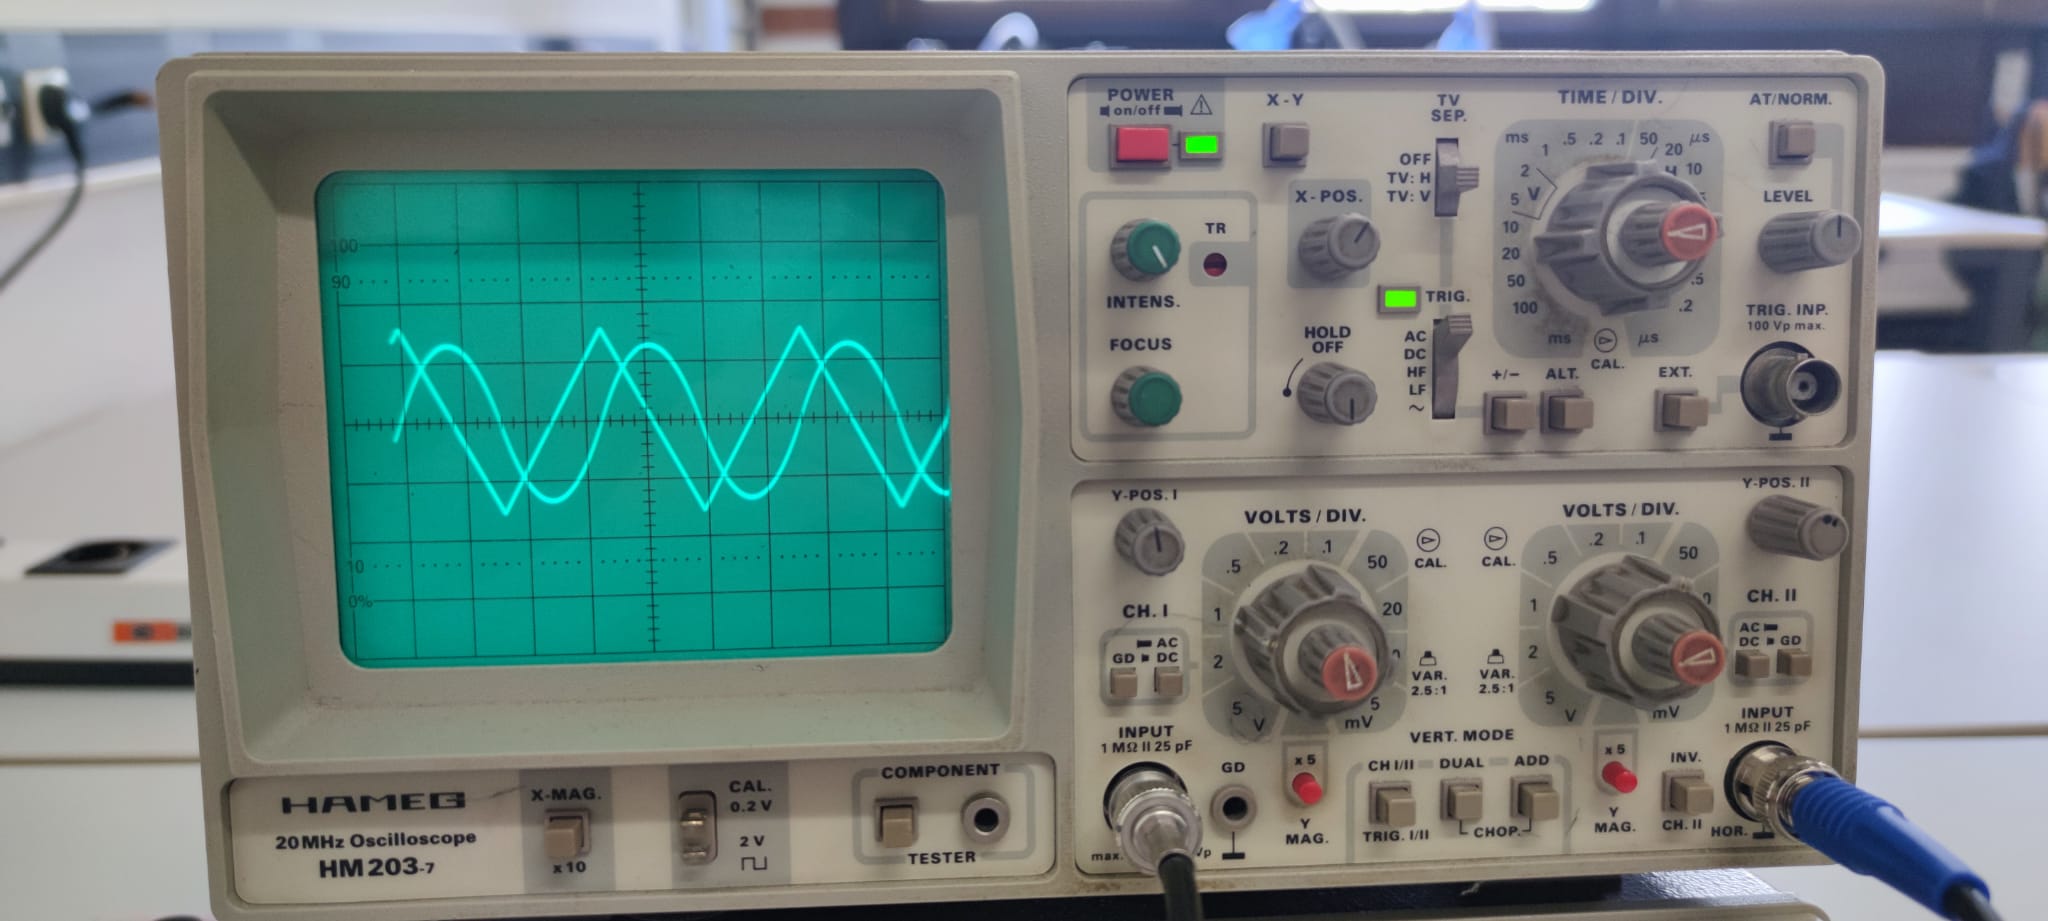 100
90
10
0%
HAMEG
20 MHz Oscilloscope
HM 203-7
X-MAG.
x 10
CAL.
0.2 V
2 V
COMPONENT
TESTER
POWER
on/off
X - Y
TV
SEP.
OFF
TV: H
TV: V
TIME / DIV.
ms
1
.5
.2
.1
50
µs
20
10
2
V
5
10
20
50
100
ms
.5
.2
µs
CAL.
AT/NORM.
LEVEL
X - POS.
TR
INTENS.
FOCUS
HOLD
OFF
TRIG.
AC
DC
HF
LF
~
+/−
ALT.
EXT.
TRIG. INP.
100 Vp max.
Y-POS. I
VOLTS / DIV.
.5
.2
.1
50
20
1
2
5
V
5
mV
CAL.
VAR.
2.5 : 1
CH. I
AC
GD
DC
INPUT
1 MΩ II 25 pF
max.
Vp
GD
x 5
Y
MAG.
VERT. MODE
CH I/II
DUAL
ADD
TRIG. I/II
CHOP.
CAL.
VAR.
2.5 : 1
VOLTS / DIV.
.5
.2
.1
50
1
2
5
V
mV
x 5
Y
MAG.
Y-POS. II
CH. II
AC
DC
GD
INPUT
1 MΩ II 25 pF
INV.
CH. II
HOR.